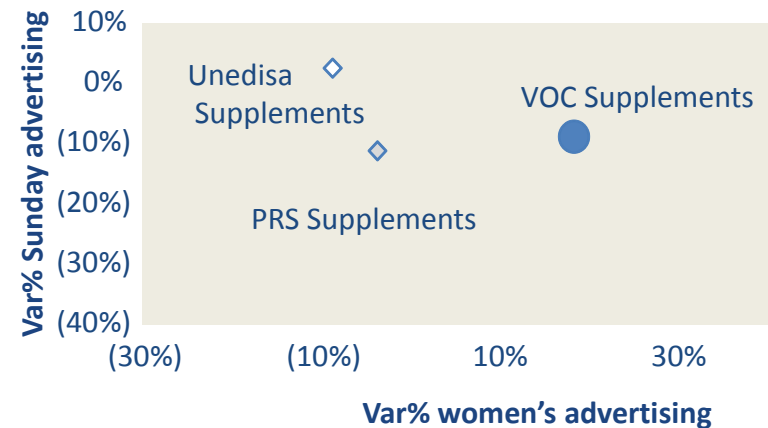 Var% Sunday advertising
10%
0%
(10%)
(20%)
(30%)
(40%)
Unedisa
Supplements
VOC Supplements
PRS Supplements
(30%)
(10%)
10%
30%
Var% women's advertising